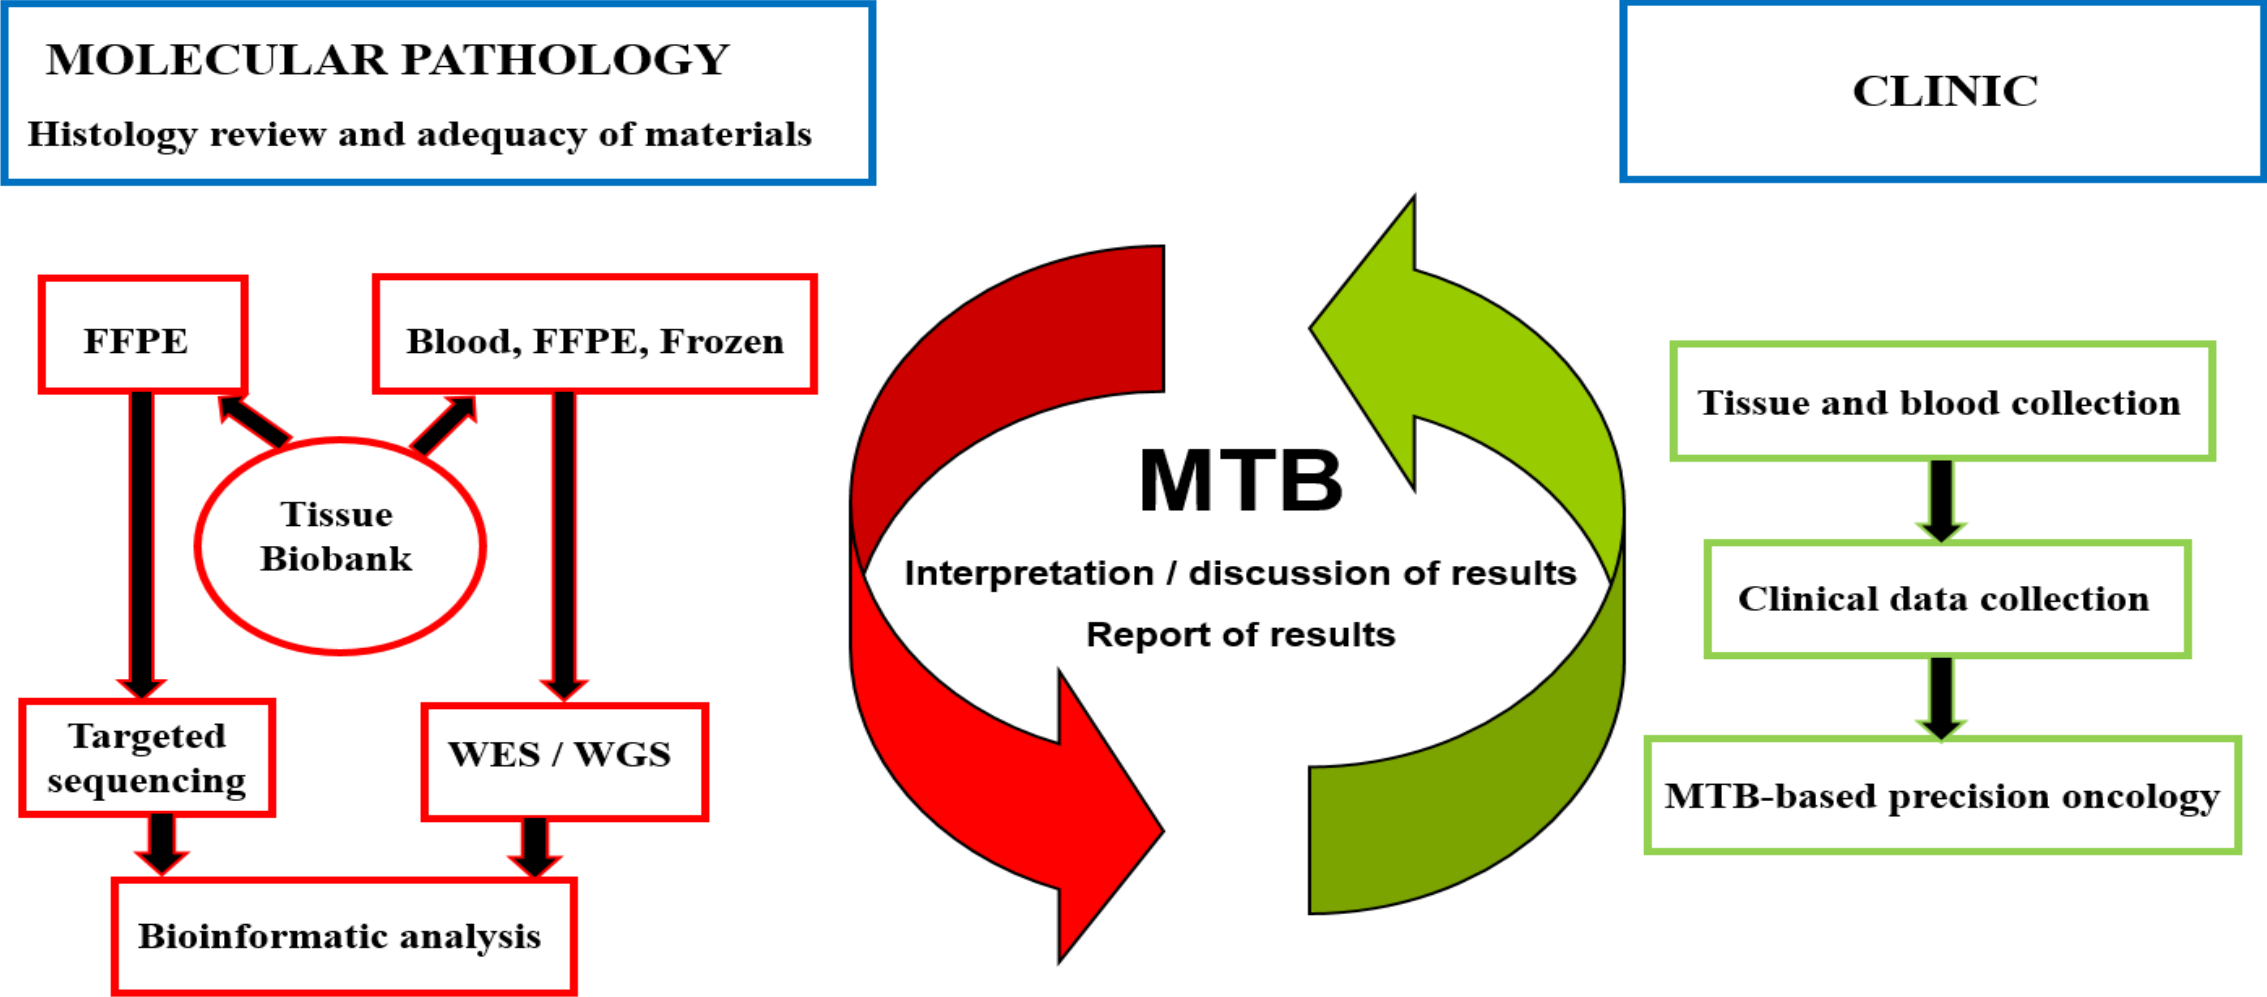 MOLECULAR PATHOLOGY
Histology review and adequacy of materials
CLINIC
FFPE
Blood, FFPE, Frozen
Tissue
Biobank
Targeted
sequencing
WES / WGS
Bioinformatic analysis
MTB
Interpretation / discussion of results
Report of results
Tissue and blood collection
Clinical data collection
MTB-based precision oncology